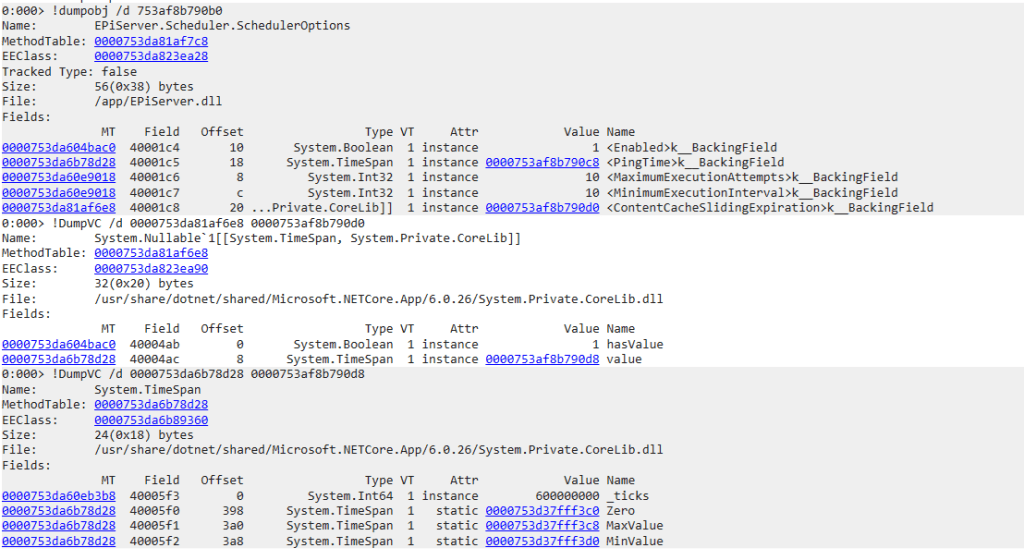 0:000> !dumpobj /d 753af8b790b0
Name:        EPiServer.Scheduler.SchedulerOptions
MethodTable: 0000753da81af7c8
EEClass:     0000753da823ea28
Tracked Type: false
Size:        56(0x38) bytes
File:        /app/EPiServer.dll
Fields:
              MT    Field   Offset                 Type VT     Attr            Value Name
0000753da604bac0  40001c4       10       System.Boolean  1 instance                1 <Enabled>k__BackingField
0000753da6b78d28  40001c5       18      System.TimeSpan  1 instance 0000753af8b790c8 <PingTime>k__BackingField
0000753da60e9018  40001c6        8         System.Int32  1 instance               10 <MaximumExecutionAttempts>k__BackingField
0000753da60e9018  40001c7        c         System.Int32  1 instance               10 <MinimumExecutionInterval>k__BackingField
0000753da81af6e8  40001c8       20 ...Private.CoreLib]]  1 instance 0000753af8b790d0 <ContentCacheSlidingExpiration>k__BackingField
0:000> !DumpVC /d 0000753da81af6e8 0000753af8b790d0
Name:        System.Nullable`1[[System.TimeSpan, System.Private.CoreLib]]
MethodTable: 0000753da81af6e8
EEClass:     0000753da823ea90
Size:        32(0x20) bytes
File:        /usr/share/dotnet/shared/Microsoft.NETCore.App/6.0.26/System.Private.CoreLib.dll
Fields:
              MT    Field   Offset                 Type VT     Attr            Value Name
0000753da604bac0  40004ab        0       System.Boolean  1 instance                1 hasValue
0000753da6b78d28  40004ac        8      System.TimeSpan  1 instance 0000753af8b790d8 value
0:000> !DumpVC /d 0000753da6b78d28 0000753af8b790d8
Name:        System.TimeSpan
MethodTable: 0000753da6b78d28
EEClass:     0000753da6b89360
Size:        24(0x18) bytes
File:        /usr/share/dotnet/shared/Microsoft.NETCore.App/6.0.26/System.Private.CoreLib.dll
Fields:
              MT    Field   Offset                 Type VT     Attr            Value Name
0000753da60eb3b8  40005f3        0         System.Int64  1 instance        600000000 _ticks
0000753da6b78d28  40005f0      398      System.TimeSpan  1   static 0000753d37fff3c0 Zero
0000753da6b78d28  40005f1      3a0      System.TimeSpan  1   static 0000753d37fff3c8 MaxValue
0000753da6b78d28  40005f2      3a8      System.TimeSpan  1   static 0000753d37fff3d0 MinValue